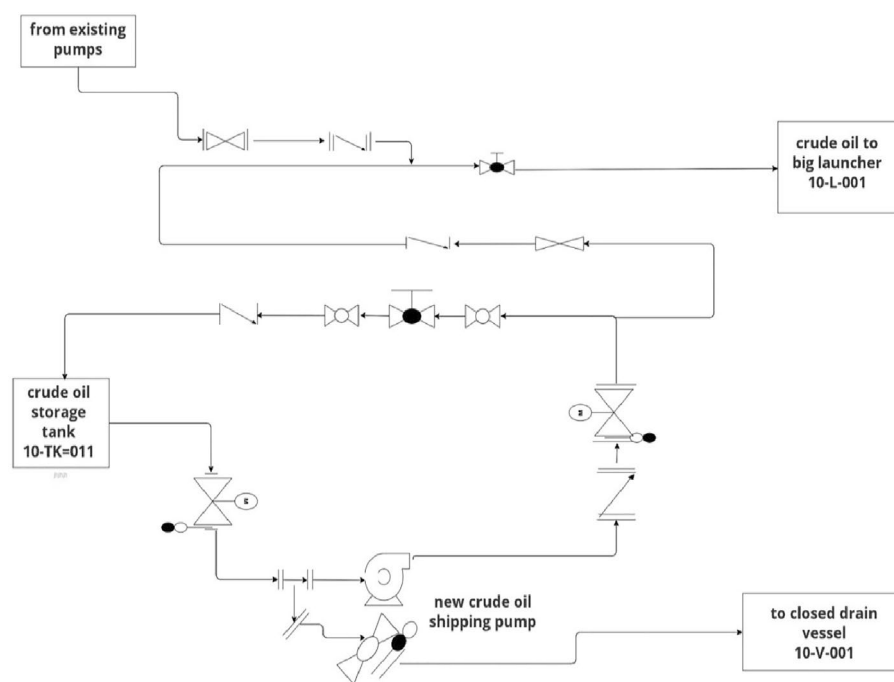 from existing
pumps
crude oil to
big launcher
10-L-001
crude oil
storage
tank
10-TK=011
new crude oil
shipping pump
to closed drain
vessel
10-V-001